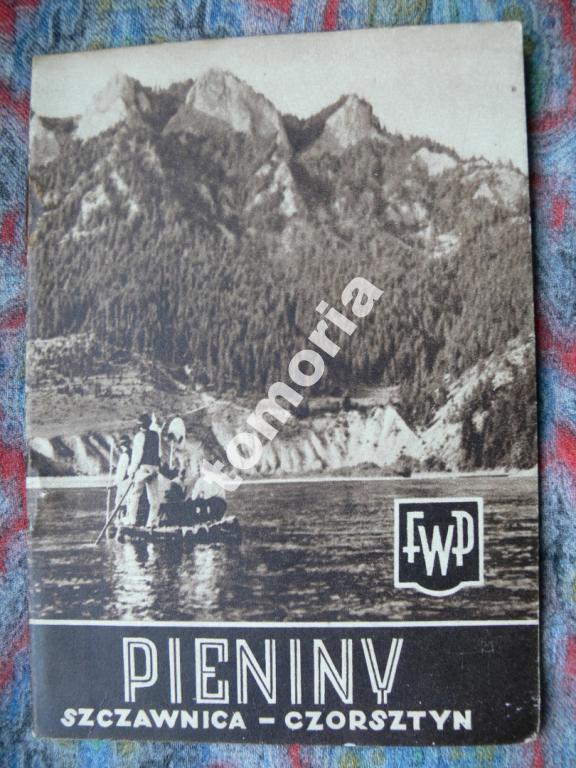 tomoria
FWP
PIENINY
SZCZAWNICA - CZORSZTYN